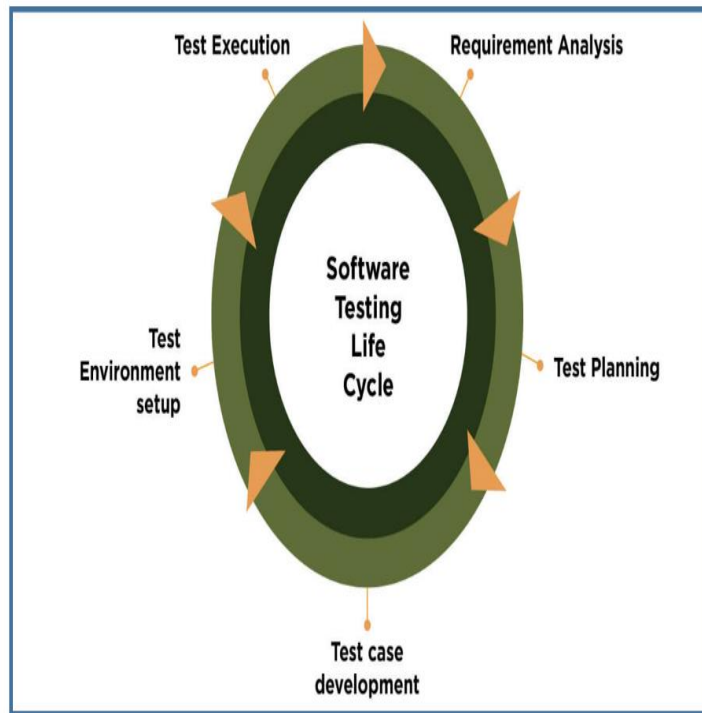 Test Execution
Requirement Analysis
Software
Testing
Life
Cycle
Test
Environment
setup
Test Planning
Test case
development